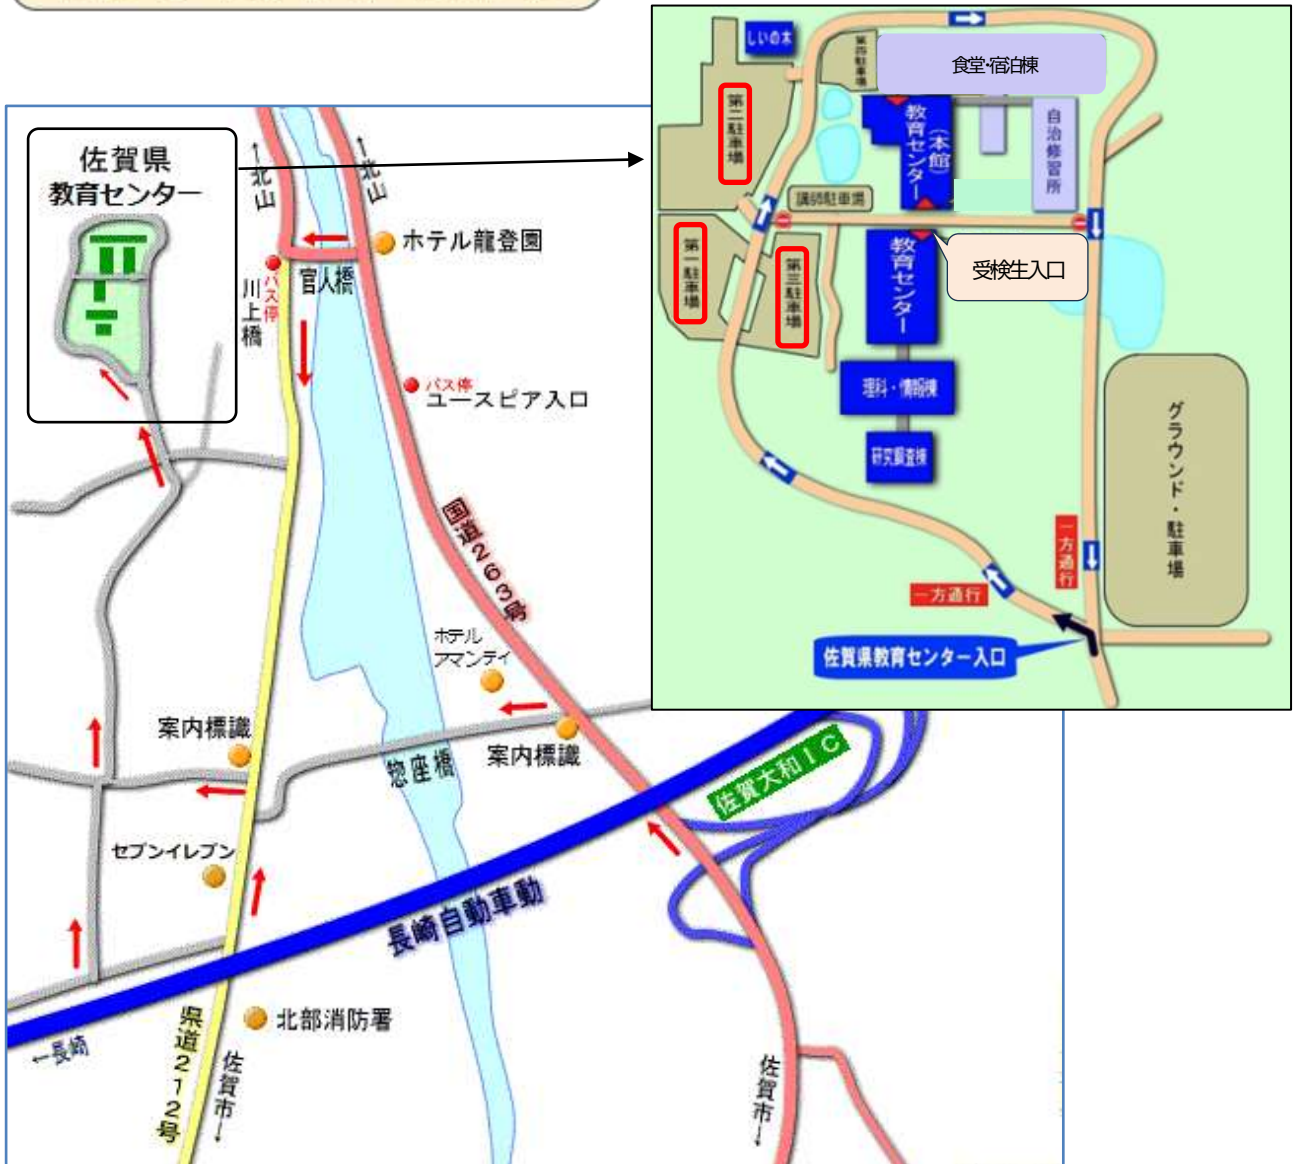 佐賀県
教育センター
←北山
←北山
ホテル龍登園
官人橋
バス停
川上橋
バス停
ユースピア入口
国道263号
ホテル
アマンディ
案内標識
案内標識
惣座橋
佐賀大和IC
セブンイレブン
長崎自動車動
北部消防署
←長崎
県道212号
佐賀市→
佐賀市→
しいの木
第四駐車場
食堂・宿泊棟
第二駐車場
教育センター
(本館)
自治修習所
講師駐車場
第一駐車場
第三駐車場
教育センター
受検生入口
理科・情報棟
研究調査棟
グラウンド・駐車場
一方通行
一方通行
佐賀県教育センター入口